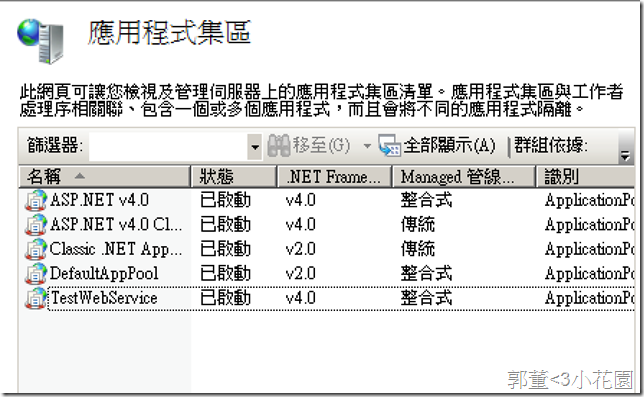 應用程式集區
此網頁可讓您檢視及管理伺服器上的應用程式集區清單。應用程式集區與工作者
處理序相關聯、包含一個或多個應用程式，而且會將不同的應用程式隔離。
篩選器: 移至(G) 全部顯示(A) 群組依據:
名稱 狀態 .NET Frame... Managed 管線... 識別
ASP.NET v4.0 已啟動 v4.0 整合式 ApplicationPo
ASP.NET v4.0 Cl... 已啟動 v4.0 傳統 ApplicationPo
Classic .NET App... 已啟動 v2.0 傳統 ApplicationPo
DefaultAppPool 已啟動 v2.0 整合式 ApplicationPo
TestWebService 已啟動 v4.0 整合式 ApplicationPo
郭董<3小花園